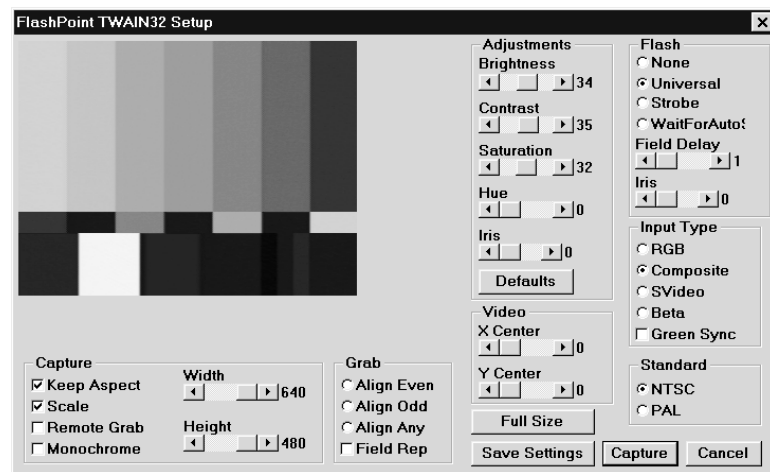 FlashPoint TWAIN32 Setup
Adjustments
Brightness
34
Contrast
35
Saturation
32
Hue
0
Iris
0
Defaults
Flash
None
Universal
Strobe
WaitForAutoS
Field Delay
1
Iris
0
Input Type
RGB
Composite
SVideo
Beta
Green Sync
Video
X Center
0
Y Center
0
Standard
NTSC
PAL
Capture
Keep Aspect
Scale
Remote Grab
Monochrome
Width
640
Height
480
Grab
Align Even
Align Odd
Align Any
Field Rep
Full Size
Save Settings
Capture
Cancel